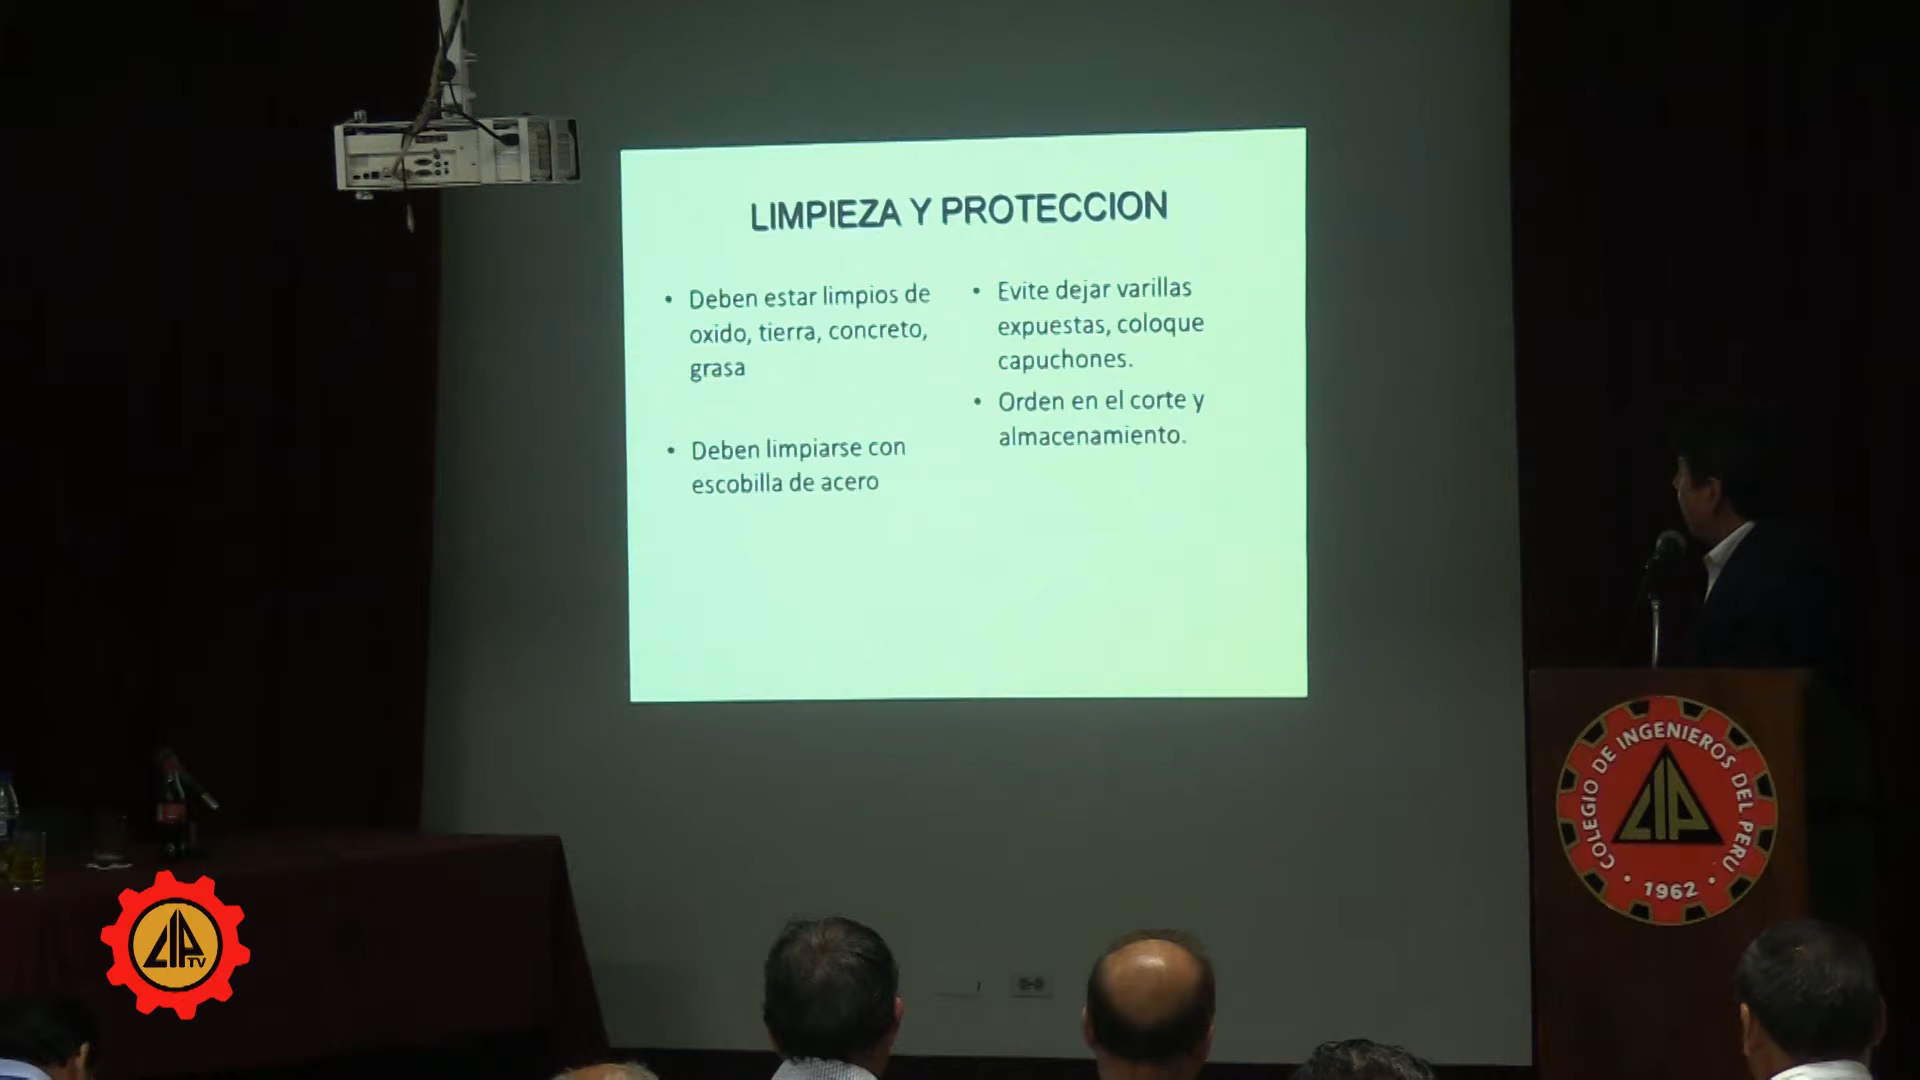 LIMPIEZA Y PROTECCION
• Deben estar limpios de
oxido, tierra, concreto,
grasa
• Deben limpiarse con
escobilla de acero
• Evite dejar varillas
expuestas, coloque
capuchones.
• Orden en el corte y
almacenamiento.
COLEGIO DE INGENIEROS DEL PERU
CIP
• 1962 •
CIP
TV